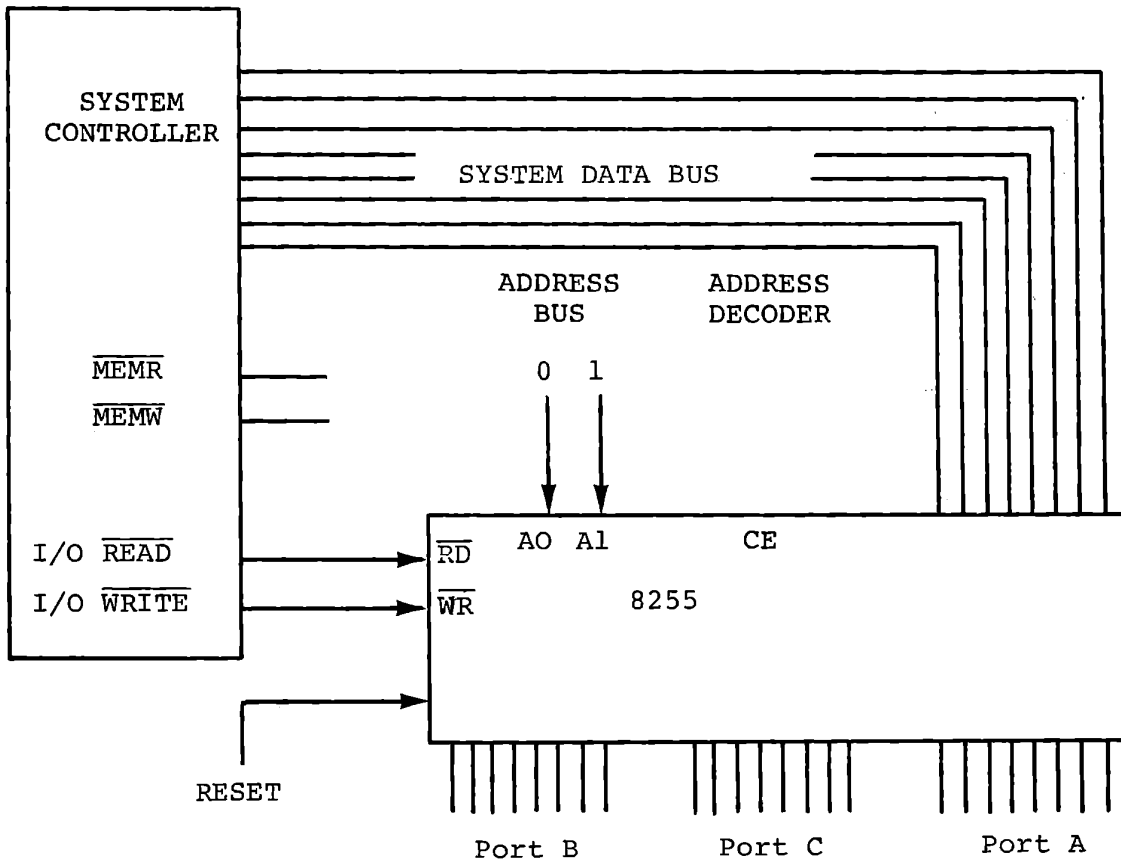 SYSTEM
CONTROLLER
SYSTEM DATA BUS
ADDRESS
BUS
ADDRESS
DECODER
MEMR
0 1
MEMW
I/O READ
RD
AO A1
CE
I/O WRITE
WR
8255
RESET
Port B
Port C
Port A